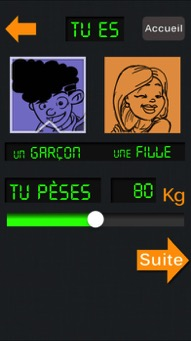 TU ES
Accueil
UN GARÇON
UNE FILLE
TU PÈSES 80 Kg
Suite